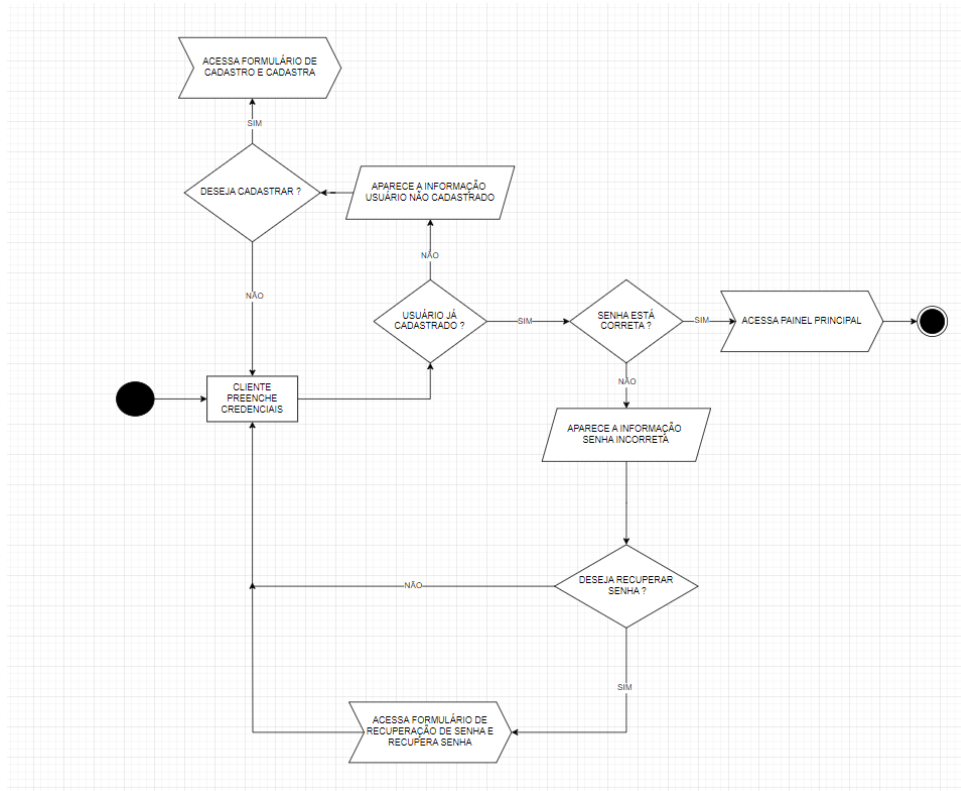 ACESSA FORMULÁRIO DE
CADASTRO E CADASTRA
SIM
DESEJA CADASTRAR ?
APARECE A INFORMAÇÃO
USUÁRIO NÃO CADASTRADO
NÃO
NÃO
USUÁRIO JÁ
CADASTRADO ?
SIM
SENHA ESTÁ
CORRETA ?
SIM
ACESSA PAINEL PRINCIPAL
NÃO
CLIENTE
PREENCHE
CREDENCIAIS
APARECE A INFORMAÇÃO
SENHA INCORRETA
DESEJA RECUPERAR
SENHA ?
NÃO
SIM
ACESSA FORMULÁRIO DE
RECUPERAÇÃO DE SENHA E
RECUPERA SENHA